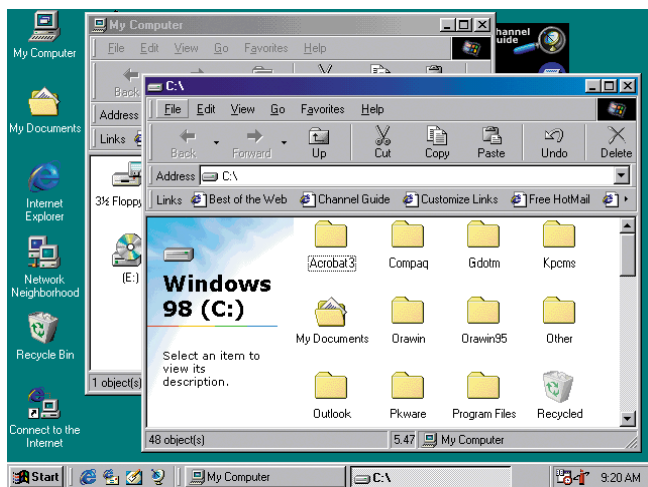 My Computer
My Documents
Internet
Explorer
Network
Neighborhood
Recycle Bin
Connect to the
Internet
My Computer
File Edit View Go Favorites Help
Back
Address
Links
3½ Floppy
(E:)
1 object(s)
hannel
uide
C:\
File Edit View Go Favorites Help
Back Forward Up Cut Copy Paste Undo Delete
Address C:\
Links Best of the Web Channel Guide Customize Links Free HotMail
Windows
98 (C:)
Select an item to
view its
description.
Acrobat3 Compaq Gdotm Kpcms
My Documents Orawin Orawin95 Other
Outlook Pkware Program Files Recycled
48 object(s) 5.47 My Computer
Start My Computer C:\ 9:20 AM